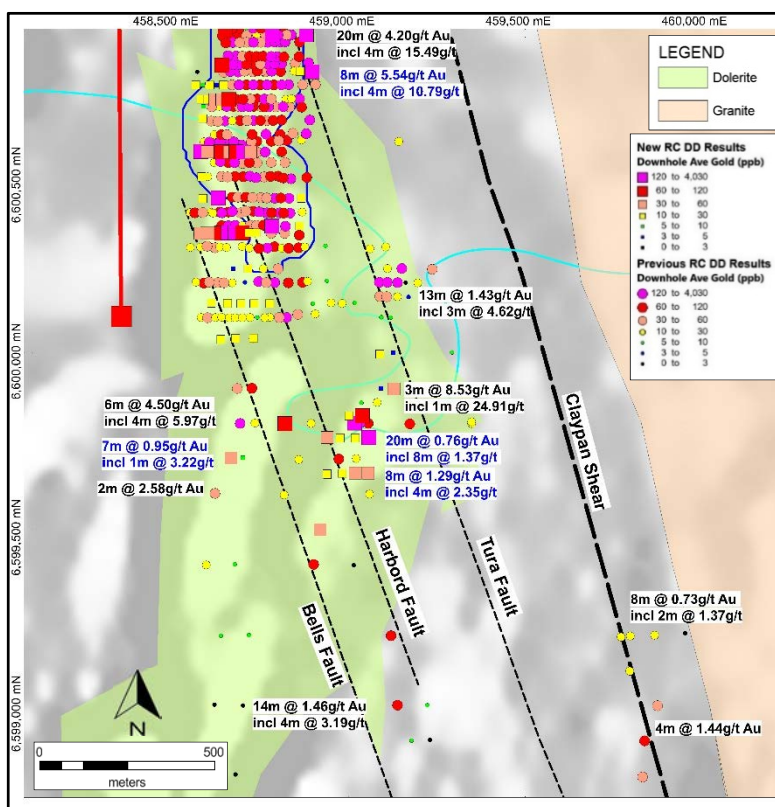 458,500 mE
459,000 mE
459,500 mE
460,000 mE
20m @ 4.20g/t Au
incl 4m @ 15.49g/t
8m @ 5.54g/t Au
incl 4m @ 10.79g/t
LEGEND
Dolerite
Granite
New RC DD Results
Downhole Ave Gold (ppb)
120 to 4,030
60 to 120
30 to 60
10 to 30
5 to 10
3 to 5
0 to 3
Previous RC DD Results
Downhole Ave Gold (ppb)
120 to 4,030
60 to 120
30 to 60
10 to 30
5 to 10
3 to 5
0 to 3
6,600,500 mN
13m @ 1.43g/t Au
incl 3m @ 4.62g/t
6,600,000 mN
3m @ 8.53g/t Au
incl 1m @ 24.91g/t
6m @ 4.50g/t Au
incl 4m @ 5.97g/t
7m @ 0.95g/t Au
incl 1m @ 3.22g/t
20m @ 0.76g/t Au
incl 8m @ 1.37g/t
8m @ 1.29g/t Au
incl 4m @ 2.35g/t
2m @ 2.58g/t Au
Claypan Shear
6,599,500 mN
Bells Fault
Harbord Fault
Tura Fault
8m @ 0.73g/t Au
incl 2m @ 1.37g/t
6,599,000 mN
14m @ 1.46g/t Au
incl 4m @ 3.19g/t
4m @ 1.44g/t Au
N
0 500
meters